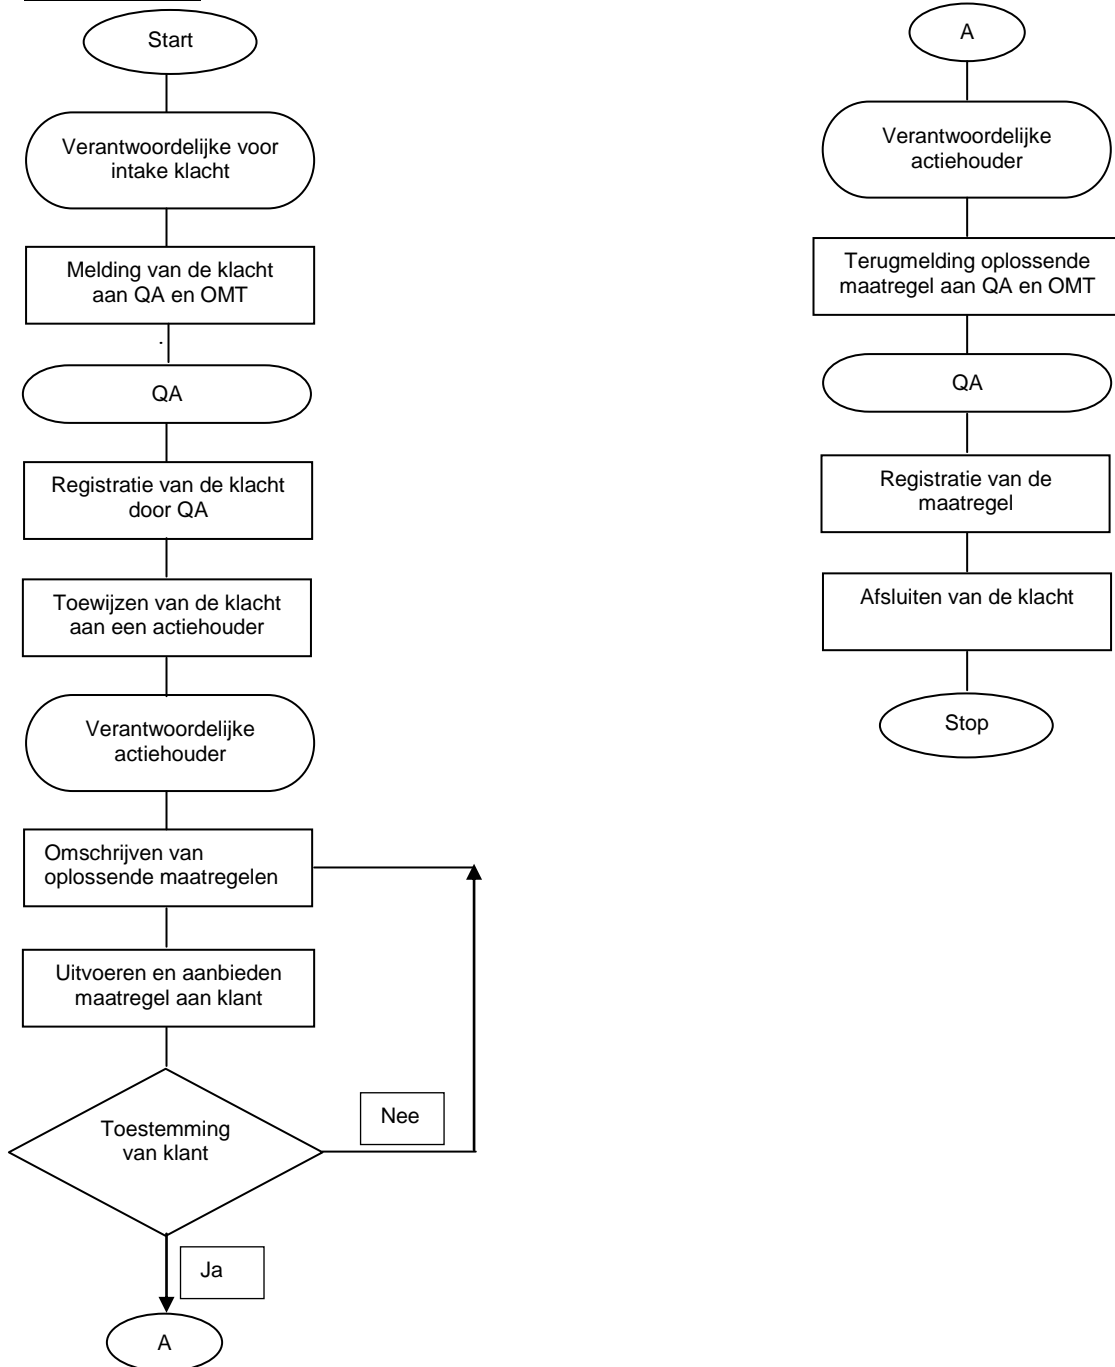 Start
Verantwoordelijke voor
intake klacht
Melding van de klacht
aan QA en OMT
.
QA
Registratie van de klacht
door QA
Toewijzen van de klacht
aan een actiehouder
Verantwoordelijke
actiehouder
Omschrijven van
oplossende maatregelen
Uitvoeren en aanbieden
maatregel aan klant
Toestemming
van klant
Nee
Ja
A
A
Verantwoordelijke
actiehouder
Terugmelding oplossende
maatregel aan QA en OMT
QA
Registratie van de
maatregel
Afsluiten van de klacht
Stop